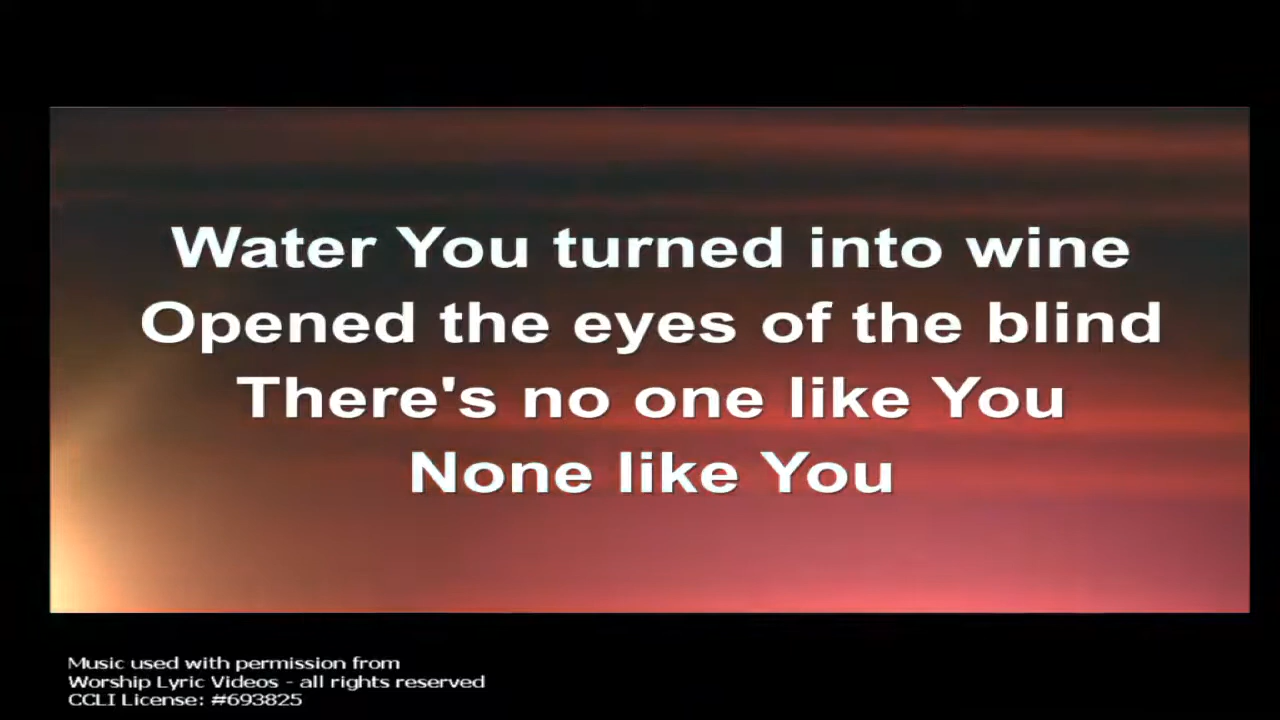 Water You turned into wine
Opened the eyes of the blind
There's no one like You
None like You
Music used with permission from
Worship Lyric Videos - all rights reserved
CCLI License: #693825